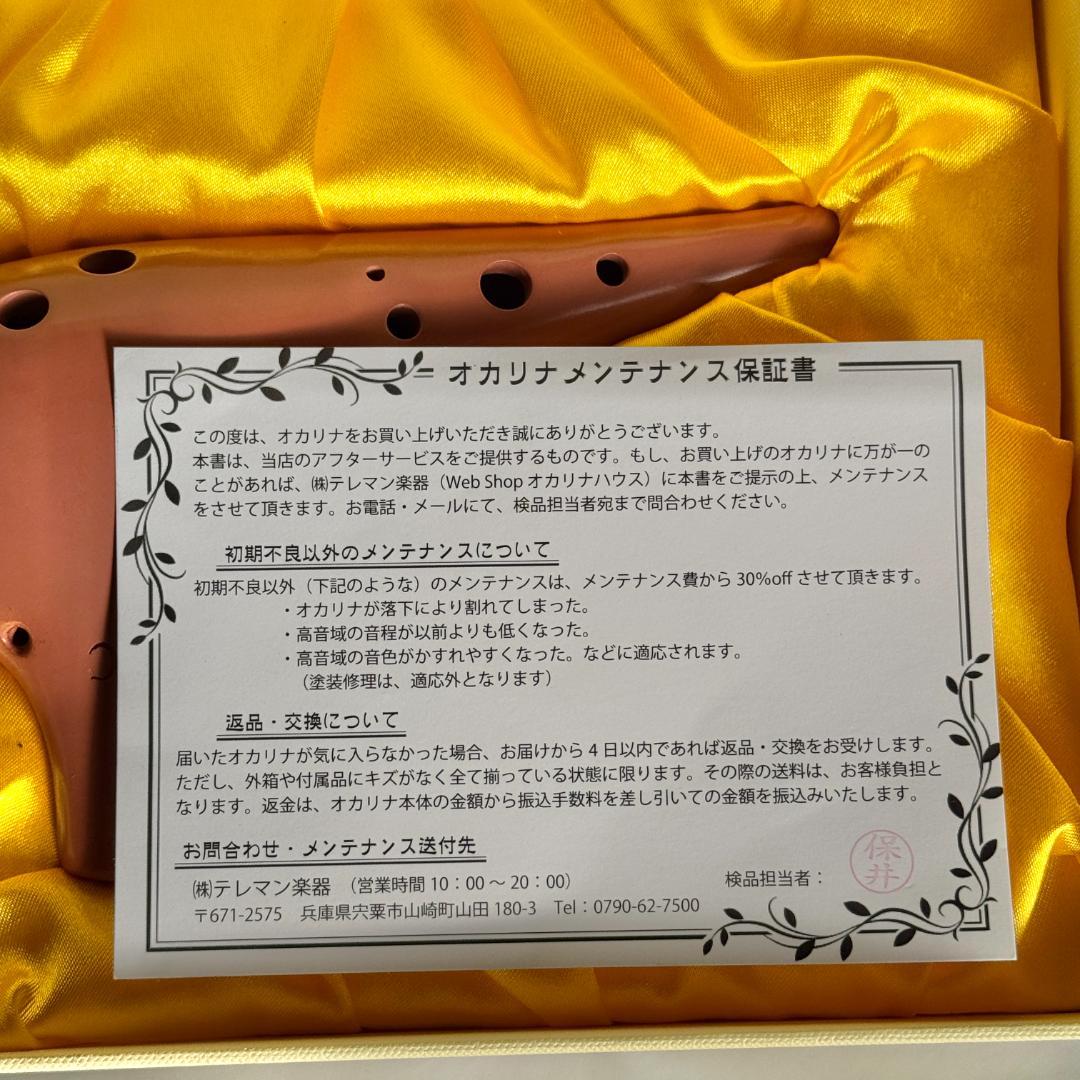 オカリナメンテナンス保証書
この度は、オカリナをお買い上げいただき誠にありがとうございます。
本書は、当店のアフターサービスをご提供するものです。もし、お買い上げのオカリナに万が一の
ことがあれば、㈱テレマン楽器（Web Shop オカリナハウス）に本書をご提示の上、メンテナンス
をさせて頂きます。お電話・メールにて、検品担当者宛まで問合わせください。
初期不良以外のメンテナンスについて
初期不良以外（下記のような）のメンテナンスは、メンテナンス費から 30%off させて頂きます。
・オカリナが落下により割れてしまった。
・高音域の音程が以前よりも低くなった。
・高音域の音色がかすれやすくなった。などに適応されます。
（塗装修理は、適応外となります）
返品・交換について
届いたオカリナが気に入らなかった場合、お届けから 4 日以内であれば返品・交換をお受けします。
ただし、外箱や付属品にキズがなく全て揃っている状態に限ります。その際の送料は、お客様負担と
なります。返金は、オカリナ本体の金額から振込手数料を差し引いての金額を振込みいたします。
お問合わせ・メンテナンス送付先
㈱テレマン楽器　（営業時間 10：00 ～ 20：00）
〒671-2575　兵庫県宍粟市山崎町山田 180-3　Tel：0790-62-7500
検品担当者：
保井